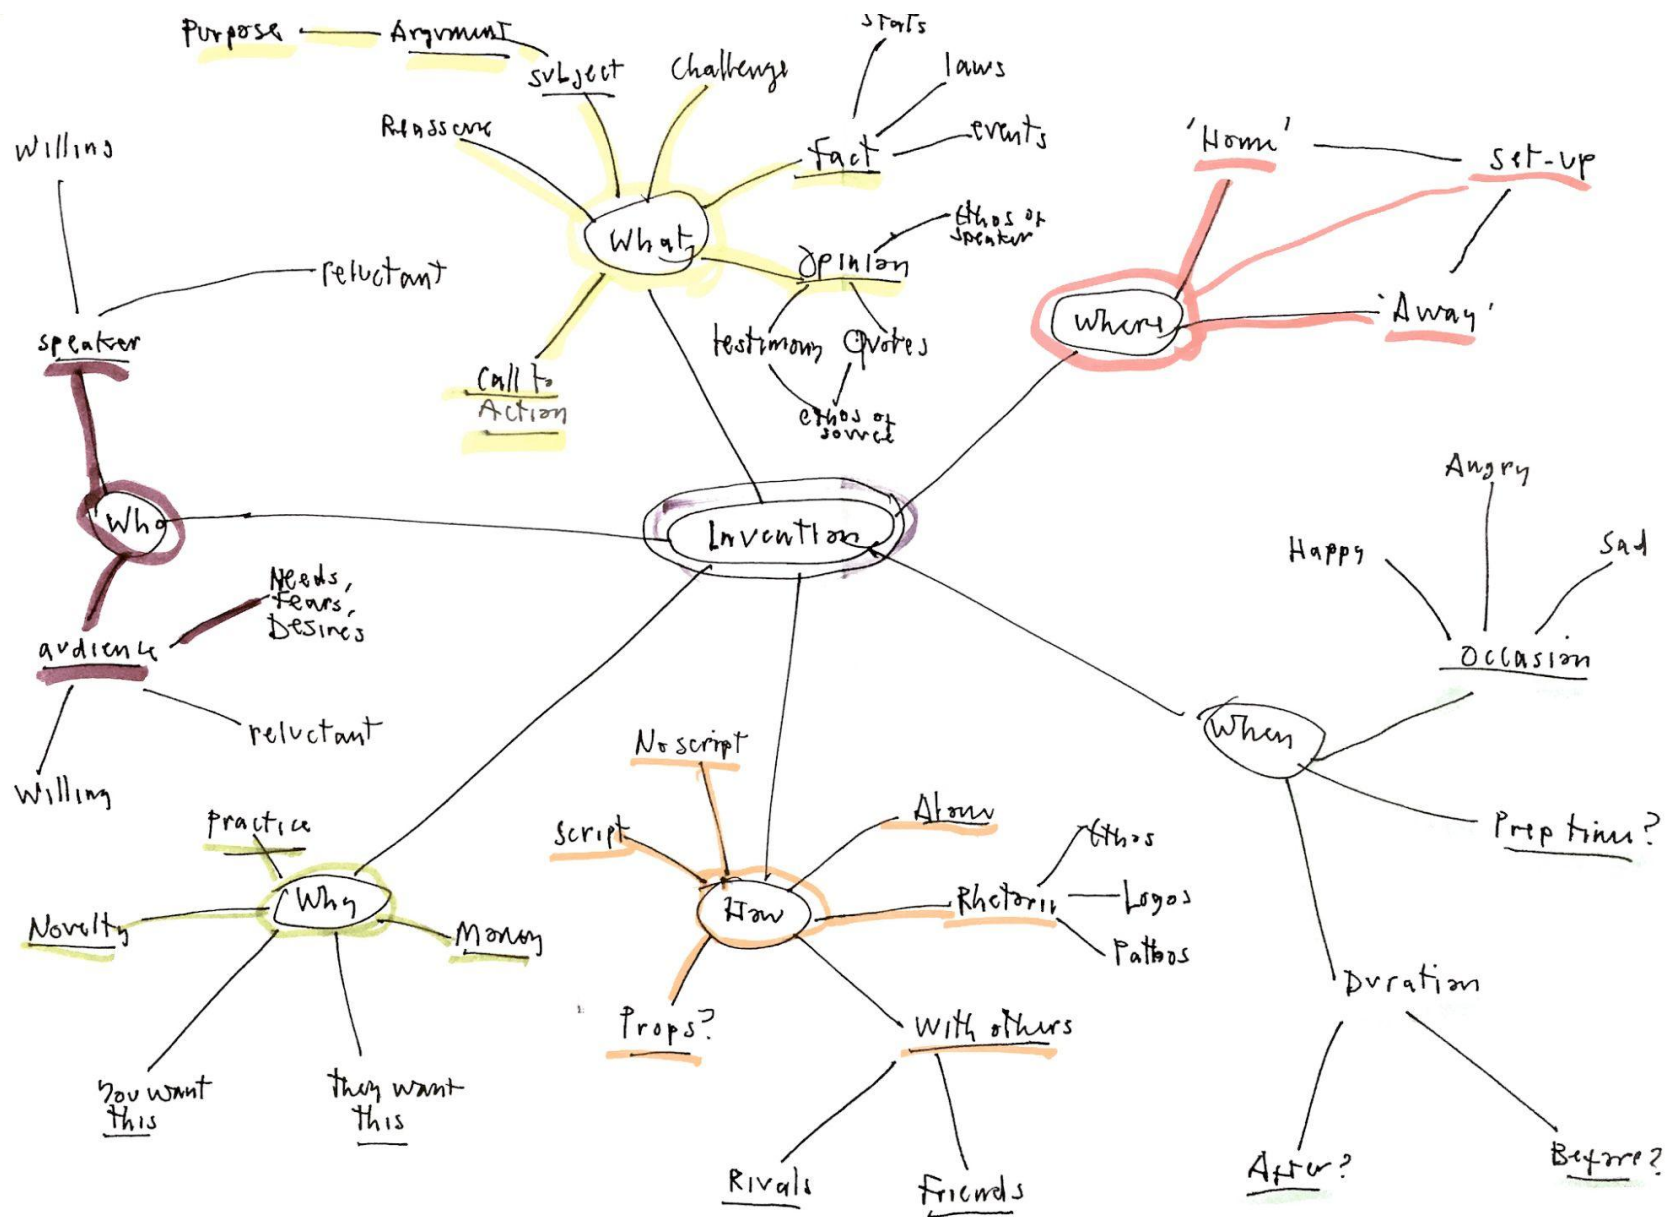 Purpose
Argument
subject
Challenge
stats
laws
events
Fact
Reassure
What
Opinion
Ethos of
speaker
testimony
Quotes
ethos of
source
Call to
Action
'Home'
set-up
Where
'Away'
Willing
reluctant
speaker
Who
Needs,
Fears,
Desires
audience
reluctant
Willing
Invention
Angry
Happy
Sad
Occasion
When
Prep time?
Duration
After?
Before?
No script
script
Alone
How
Rhetoric
Ethos
Logos
Pathos
Props?
With others
Rivals
Friends
practice
Why
Novelty
Money
you want
this
they want
this